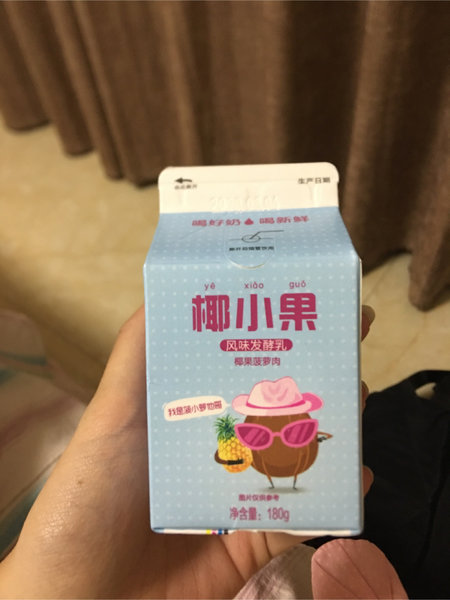 生产日期
喝好奶 喝新鲜
yē xiǎo guǒ
椰小果
风味发酵乳
椰果菠萝肉
我是菠小萝他哥
图片仅供参考
净含量：180g